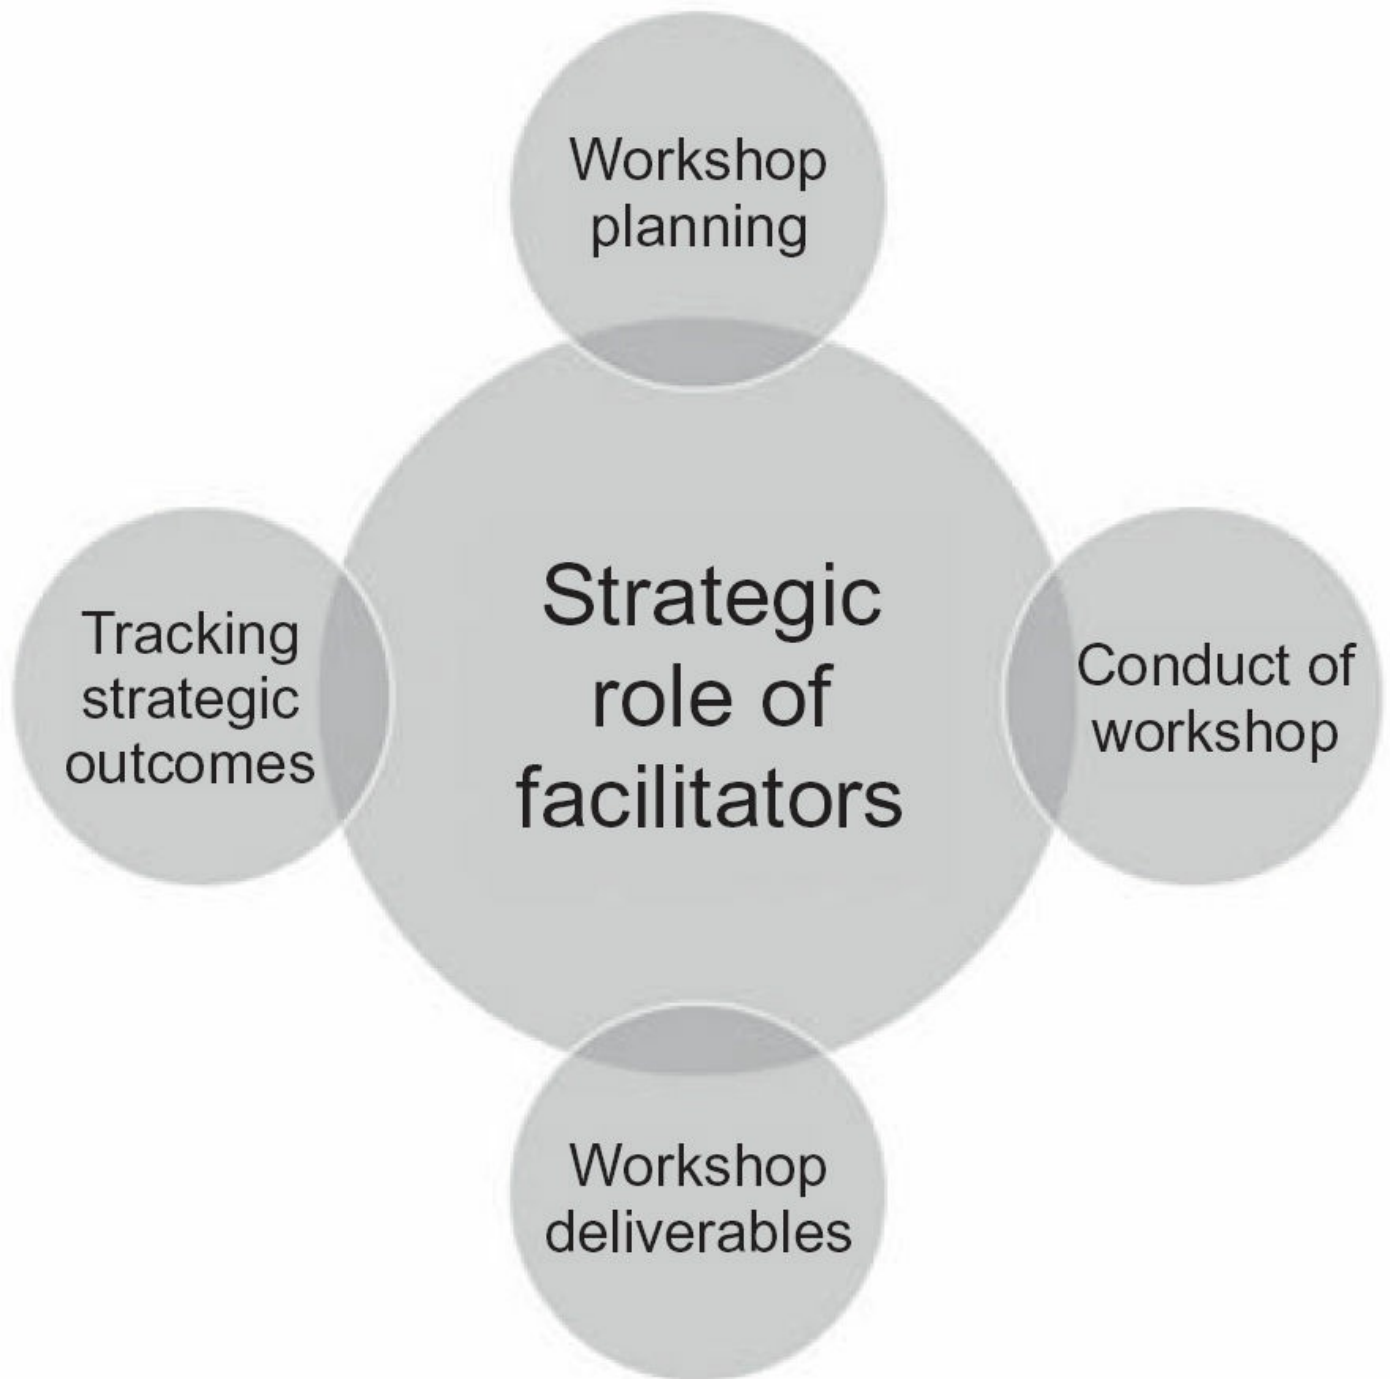 Workshop
planning
Tracking
strategic
outcomes
Strategic
role of
facilitators
Conduct of
workshop
Workshop
deliverables